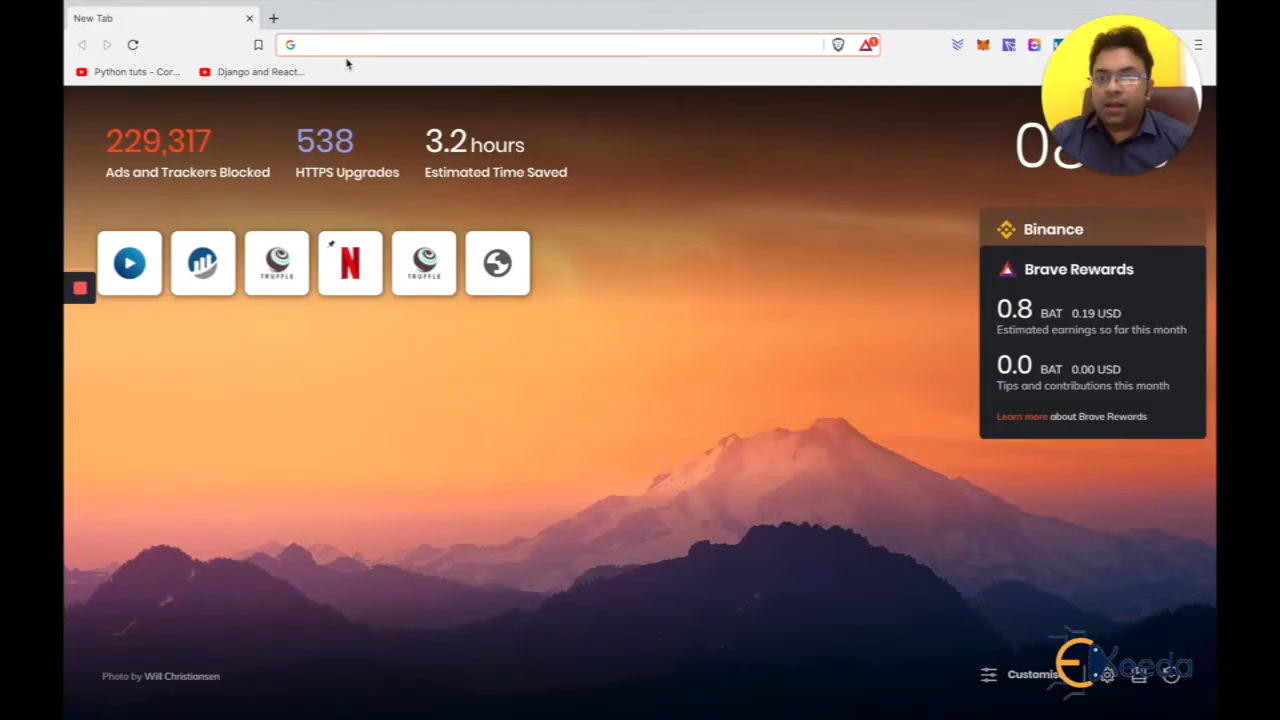 New Tab
Python tuts - Cor...
Django and React...
229,317
538
3.2 hours
Ads and Trackers Blocked
HTTPS Upgrades
Estimated Time Saved
TRUFFLE
N
TRUFFLE
Binance
Brave Rewards
0.8 BAT 0.19 USD
Estimated earnings so far this month
0.0 BAT 0.00 USD
Tips and contributions this month
Learn more about Brave Rewards
Photo by Will Christiansen
EKeeda